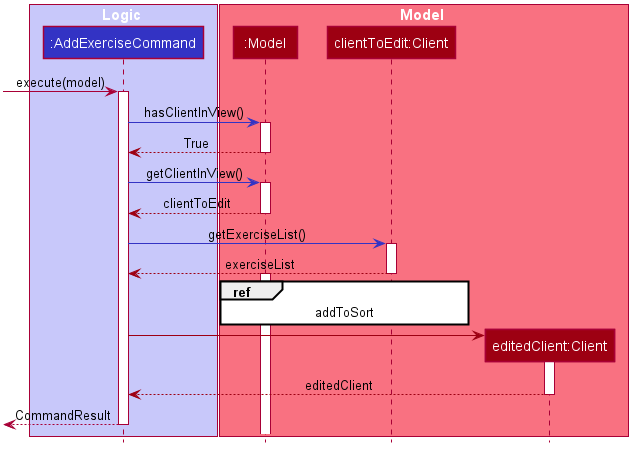 Logic
Model
:AddExerciseCommand
:Model
clientToEdit:Client
execute(model)
hasClientInView()
True
getClientInView()
clientToEdit
getExerciseList()
exerciseList
ref
addToSort
editedClient:Client
editedClient
CommandResult